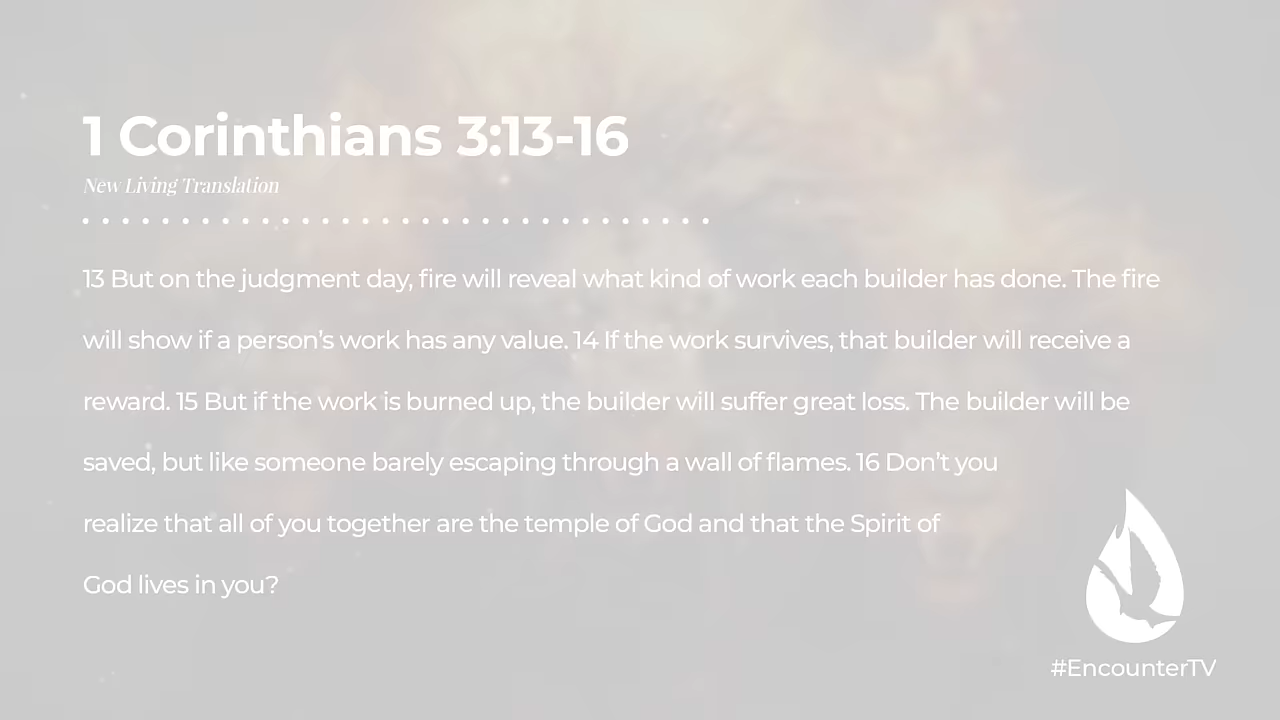 1 Corinthians 3:13-16
New Living Translation
13 But on the judgment day, fire will reveal what kind of work each builder has done. The fire
will show if a person’s work has any value. 14 If the work survives, that builder will receive a
reward. 15 But if the work is burned up, the builder will suffer great loss. The builder will be
saved, but like someone barely escaping through a wall of flames. 16 Don’t you
realize that all of you together are the temple of God and that the Spirit of
God lives in you?
#EncounterTV